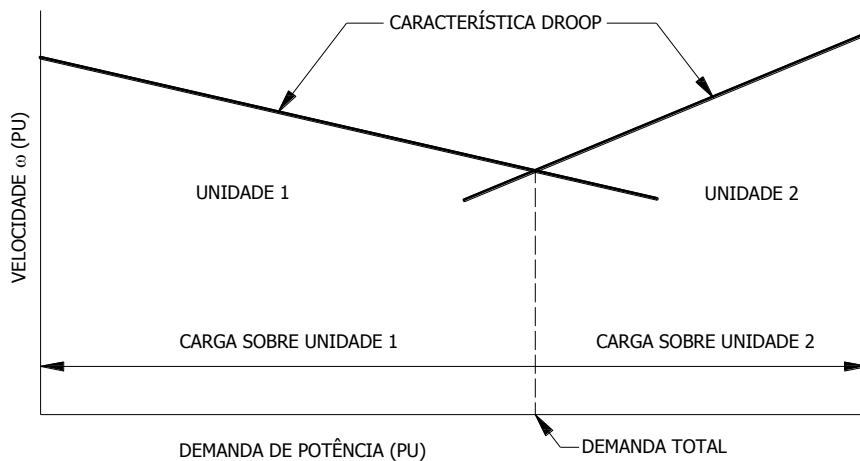 CARACTERÍSTICA DROOP
VELOCIDADE ω (PU)
UNIDADE 1
UNIDADE 2
CARGA SOBRE UNIDADE 1
CARGA SOBRE UNIDADE 2
DEMANDA DE POTÊNCIA (PU)
DEMANDA TOTAL